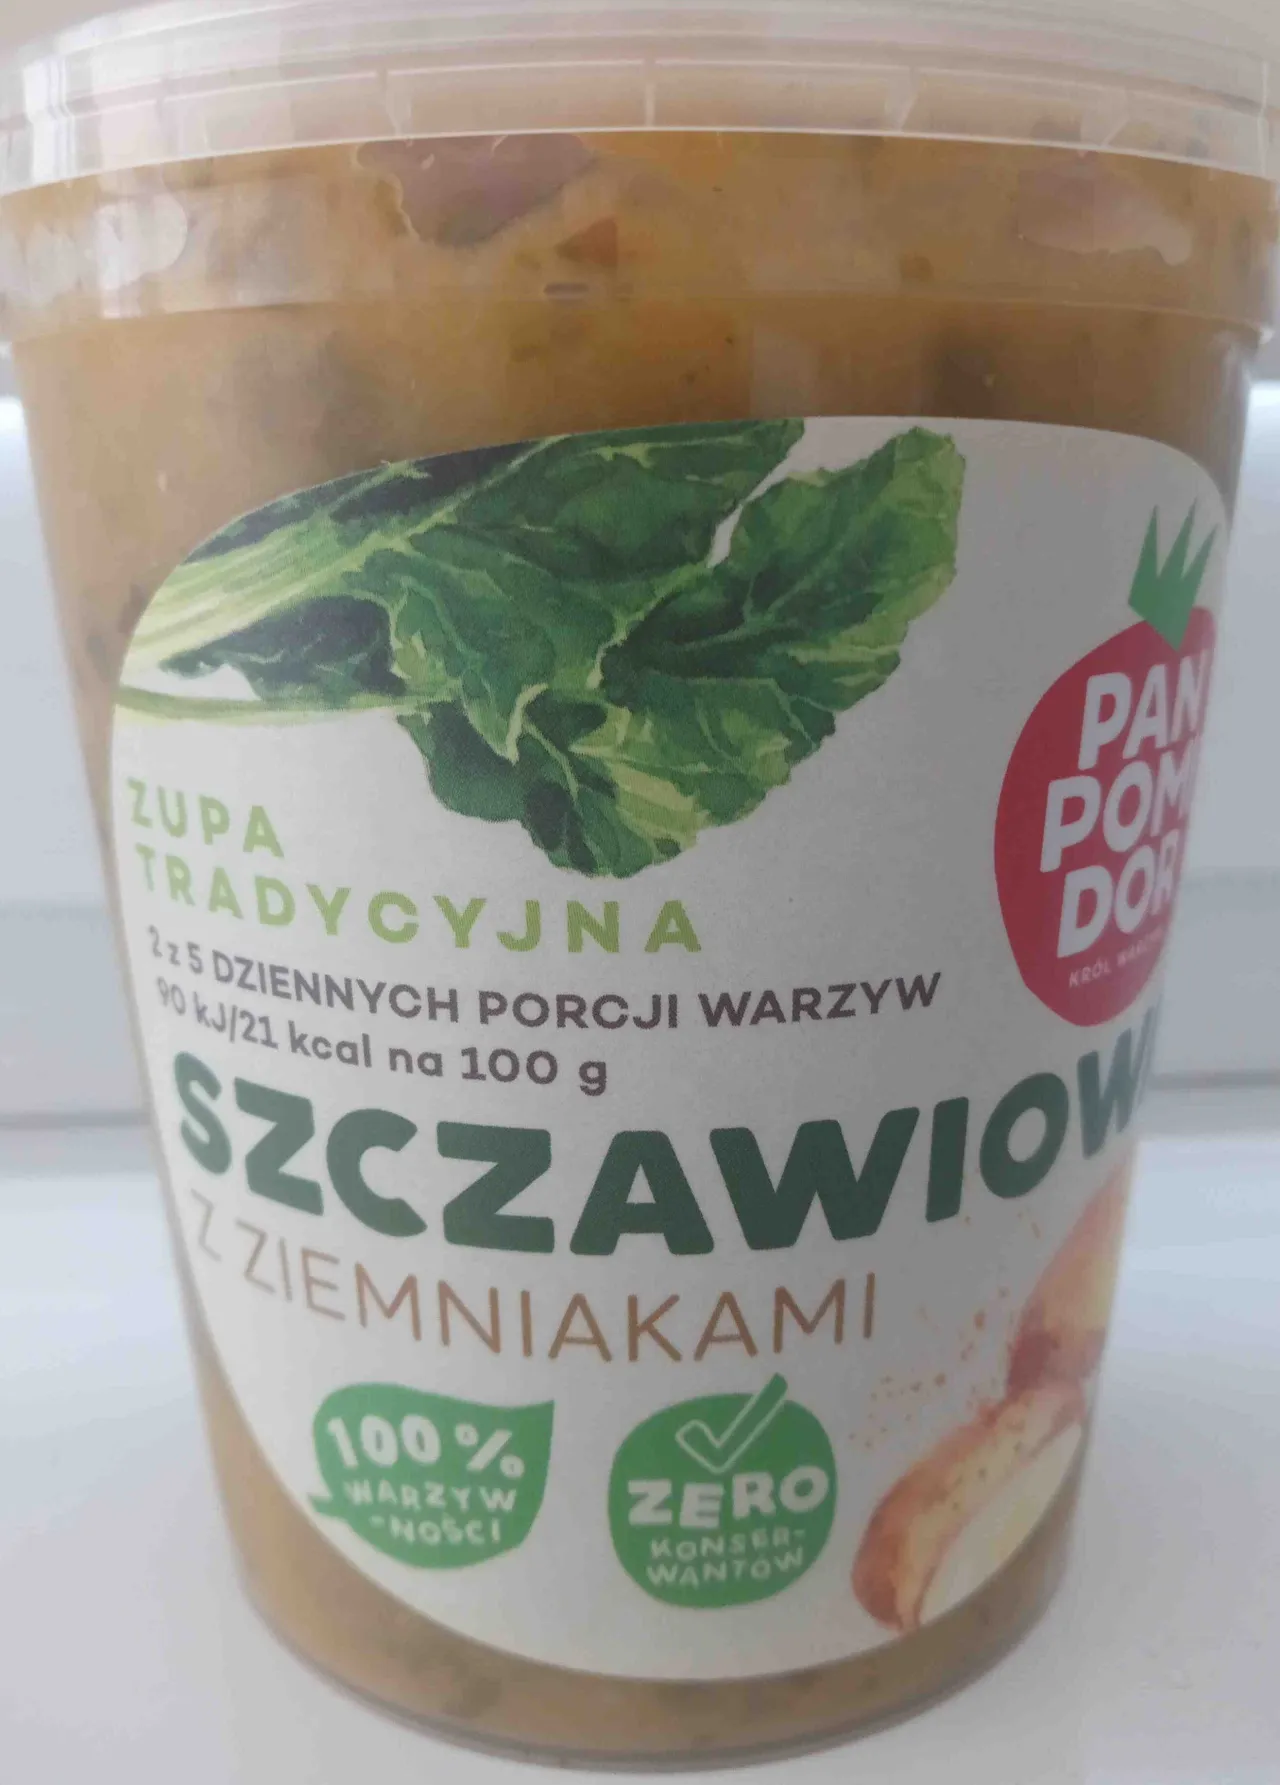 ZUPA
TRADYCYJNA
2 z 5 DZIENNYCH PORCJI WARZYW
90 kJ/21 kcal na 100 g
SZCZAWIOW
Z ZIEMNIAKAMI
100%
WARZYW
-NOŚCI
ZERO
KONSER-
WANTÓW
PAN
POMI
DOR
KRÓL